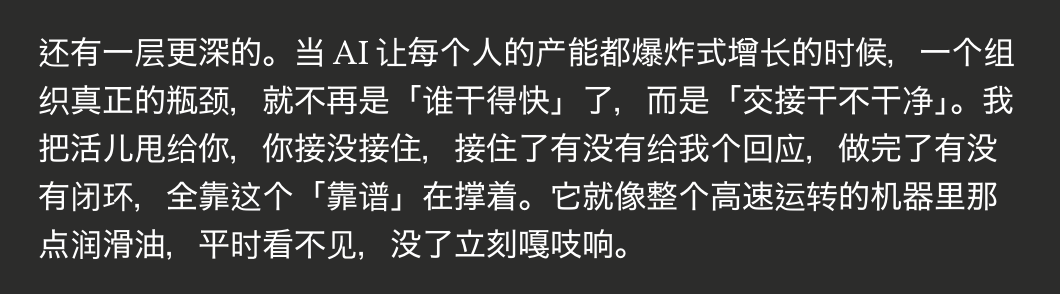 还有一层更深的。当 AI 让每个人的产能都爆炸式增长的时候，一个组
织真正的瓶颈，就不再是「谁干得快」了，而是「交接干不干净」。我
把活儿甩给你，你接没接住，接住了有没有给我个回应，做完了有没
有闭环，全靠这个「靠谱」在撑着。它就像整个高速运转的机器里那
点润滑油，平时看不见，没了立刻嘎吱响。